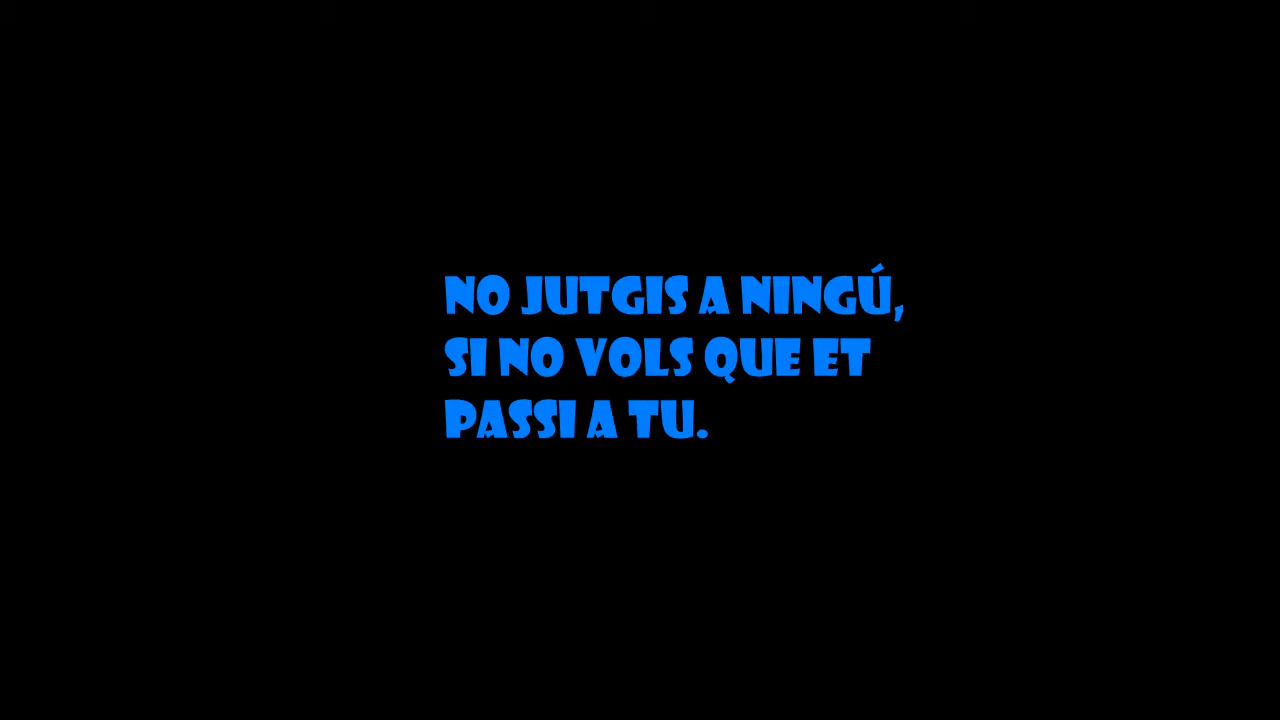 NO JUTGIS A NINGÚ,
SI NO VOLS QUE ET
PASSI A TU.